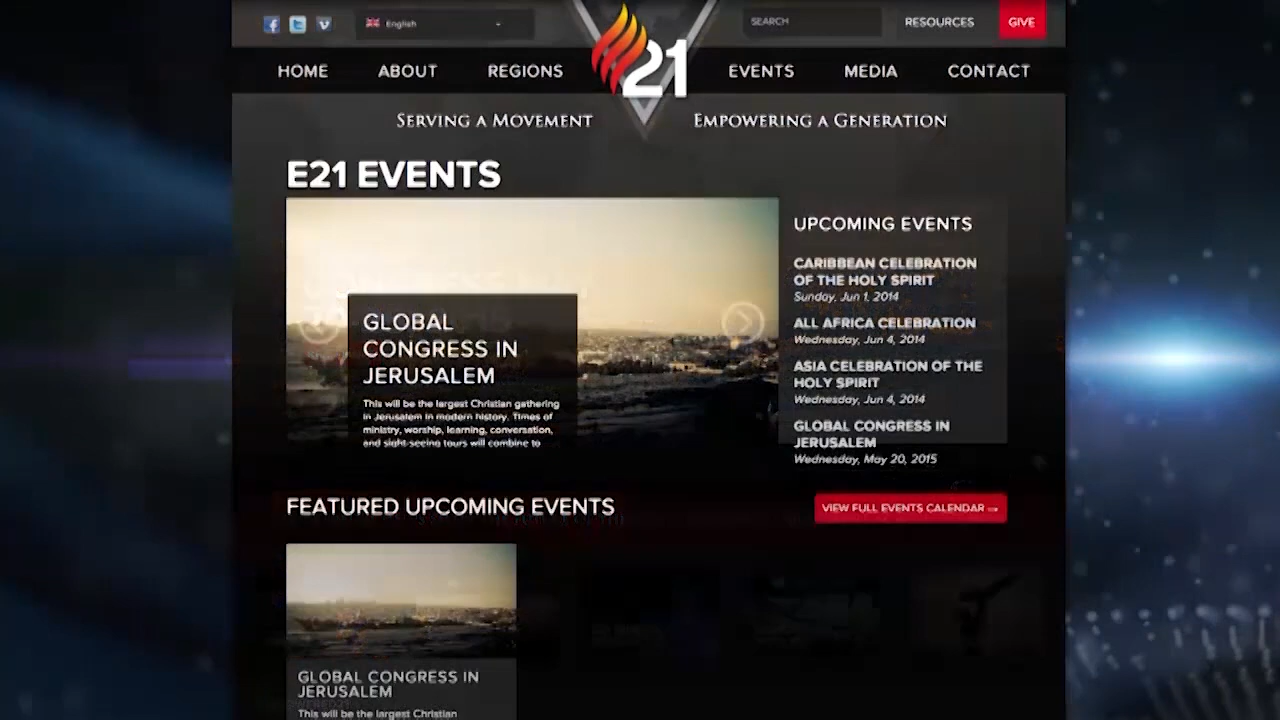 English
SEARCH
RESOURCES
GIVE
HOME
ABOUT
REGIONS
21
EVENTS
MEDIA
CONTACT
SERVING A MOVEMENT
EMPOWERING A GENERATION
E21 EVENTS
GLOBAL
CONGRESS IN
JERUSALEM
This will be the largest Christian gathering
in Jerusalem in modern history. Times of
ministry, worship, learning, conversation,
and sight-seeing tours will combine to
UPCOMING EVENTS
CARIBBEAN CELEBRATION
OF THE HOLY SPIRIT
Sunday, Jun 1, 2014
ALL AFRICA CELEBRATION
Wednesday, Jun 4, 2014
ASIA CELEBRATION OF THE
HOLY SPIRIT
Wednesday, Jun 4, 2014
GLOBAL CONGRESS IN
JERUSALEM
Wednesday, May 20, 2015
FEATURED UPCOMING EVENTS
VIEW FULL EVENTS CALENDAR
GLOBAL CONGRESS IN
JERUSALEM
This will be the largest Christian